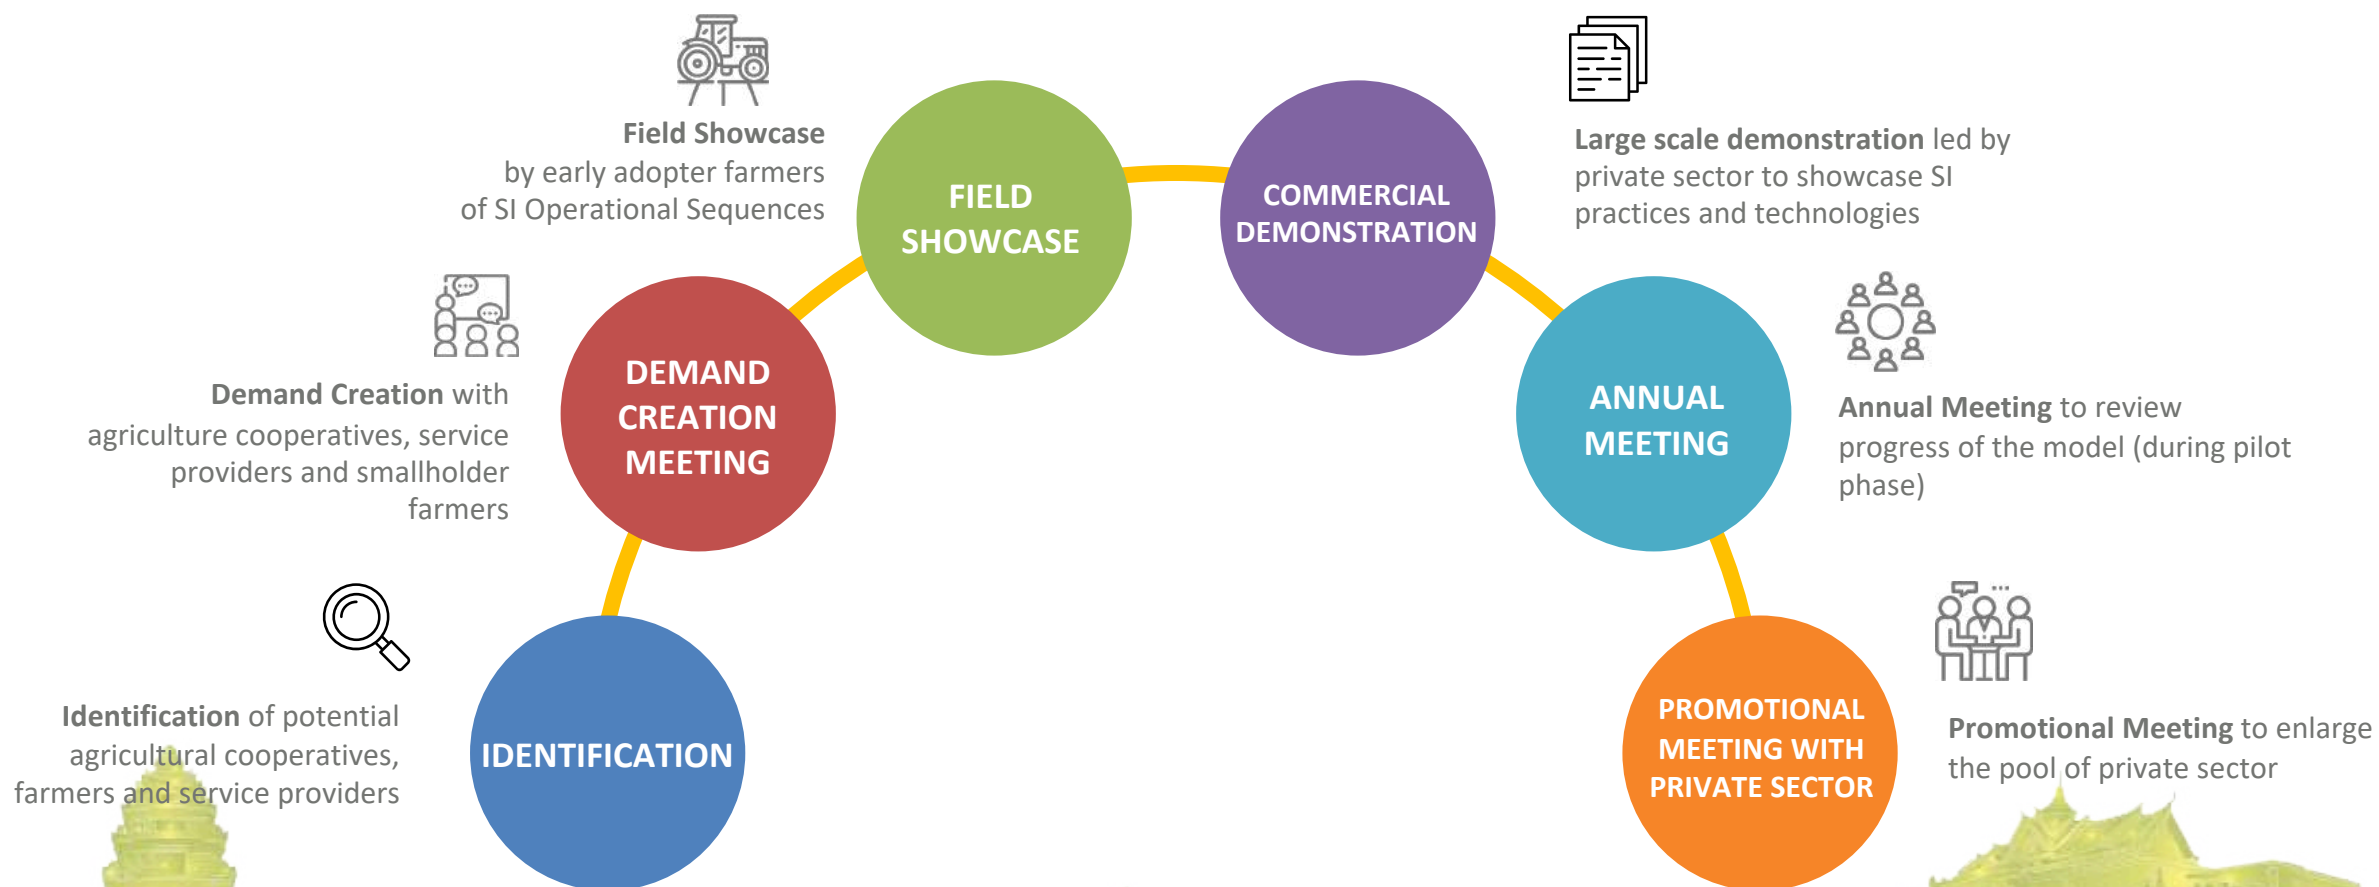 Field Showcase
by early adopter farmers
of SI Operational Sequences
FIELD
SHOWCASE
COMMERCIAL
DEMONSTRATION
Large scale demonstration led by
private sector to showcase SI
practices and technologies
Demand Creation with
agriculture cooperatives, service
providers and smallholder
farmers
DEMAND
CREATION
MEETING
ANNUAL
MEETING
Annual Meeting to review
progress of the model (during pilot
phase)
Identification of potential
agricultural cooperatives,
farmers and service providers
IDENTIFICATION
PROMOTIONAL
MEETING WITH
PRIVATE SECTOR
Promotional Meeting to enlarge
the pool of private sector